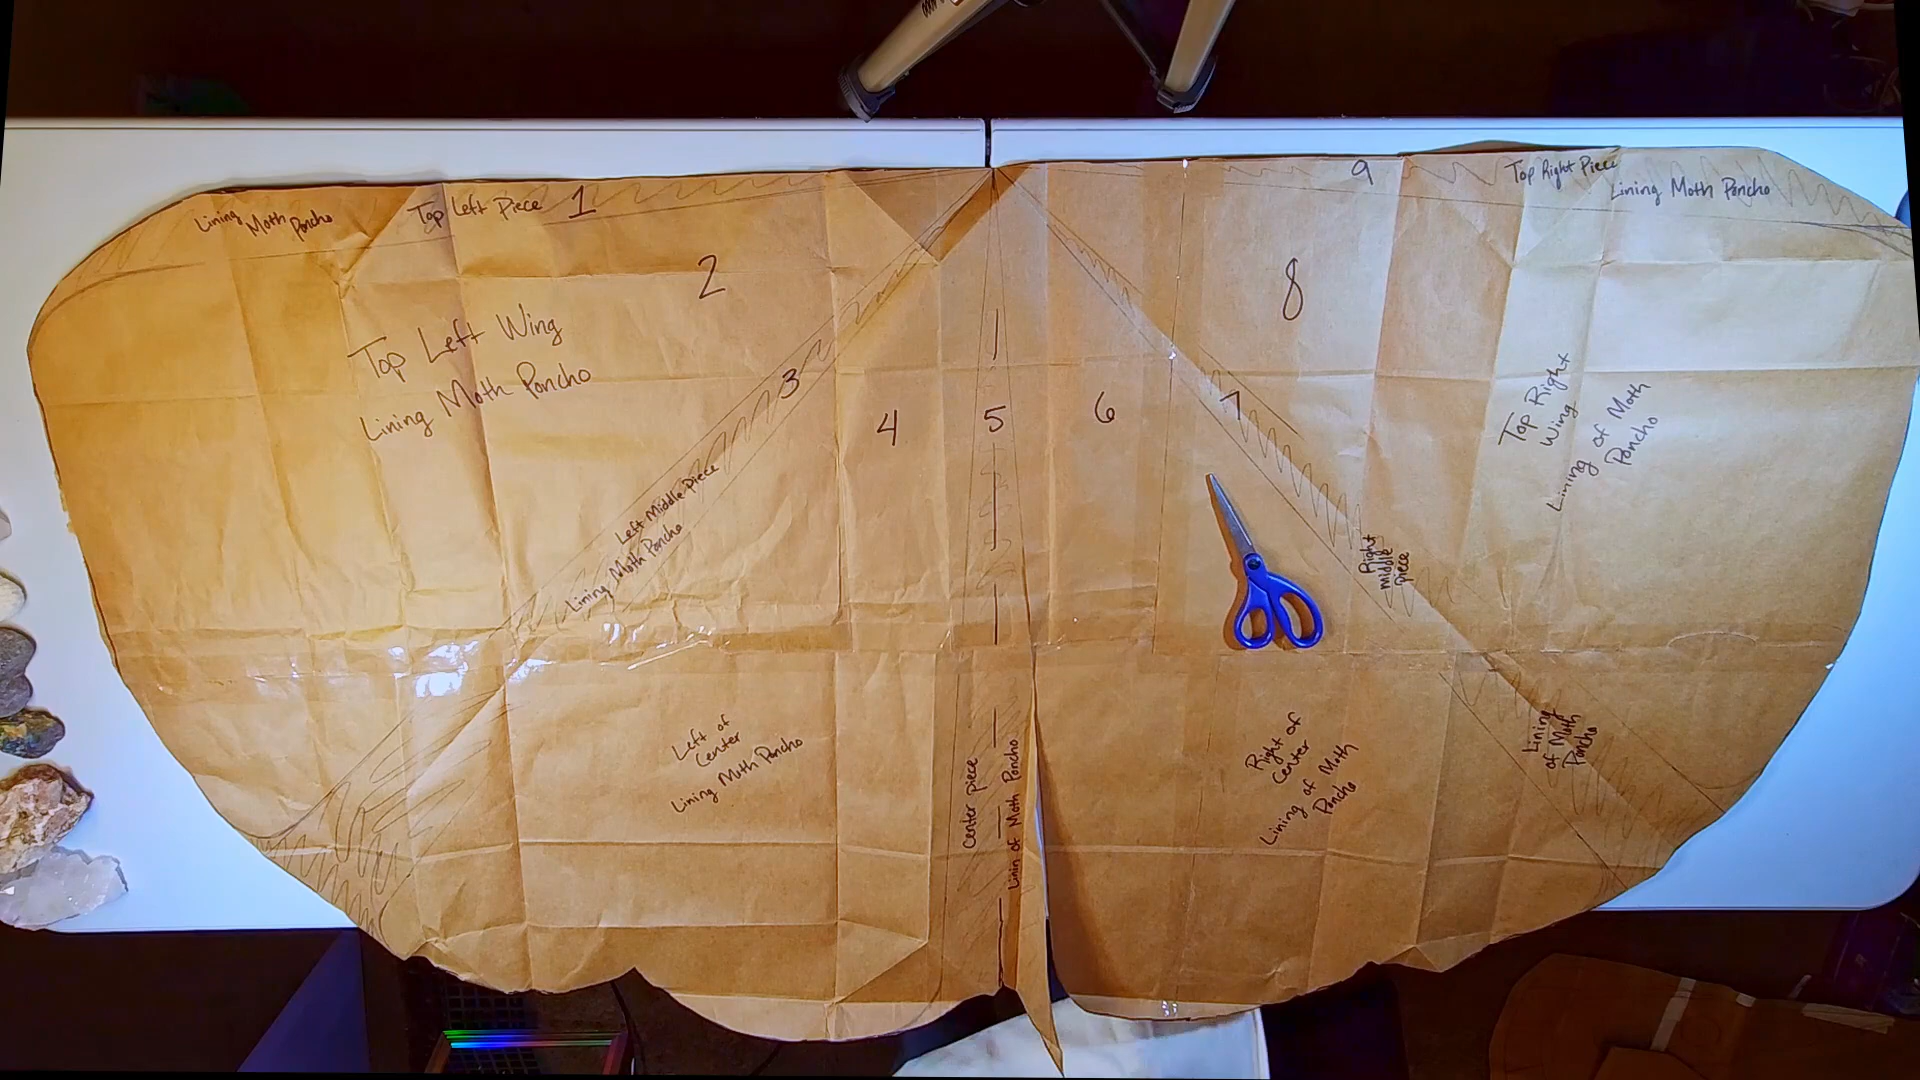 Lining
Moth
Poncho
Top Left Piece
1
2
Top Left Wing
Lining Moth Poncho
3
Left Middle Piece
Lining Moth Poncho
4
Left of
Center
Lining Moth Poncho
5
Center piece
Linin of Moth Poncho
6
Right of
Center
Lining of Moth
Poncho
7
Right
middle
piece
Lining
of Moth
Poncho
8
Top Right
Wing
Lining of Moth
Poncho
9
Top Right Piece
Lining Moth Poncho